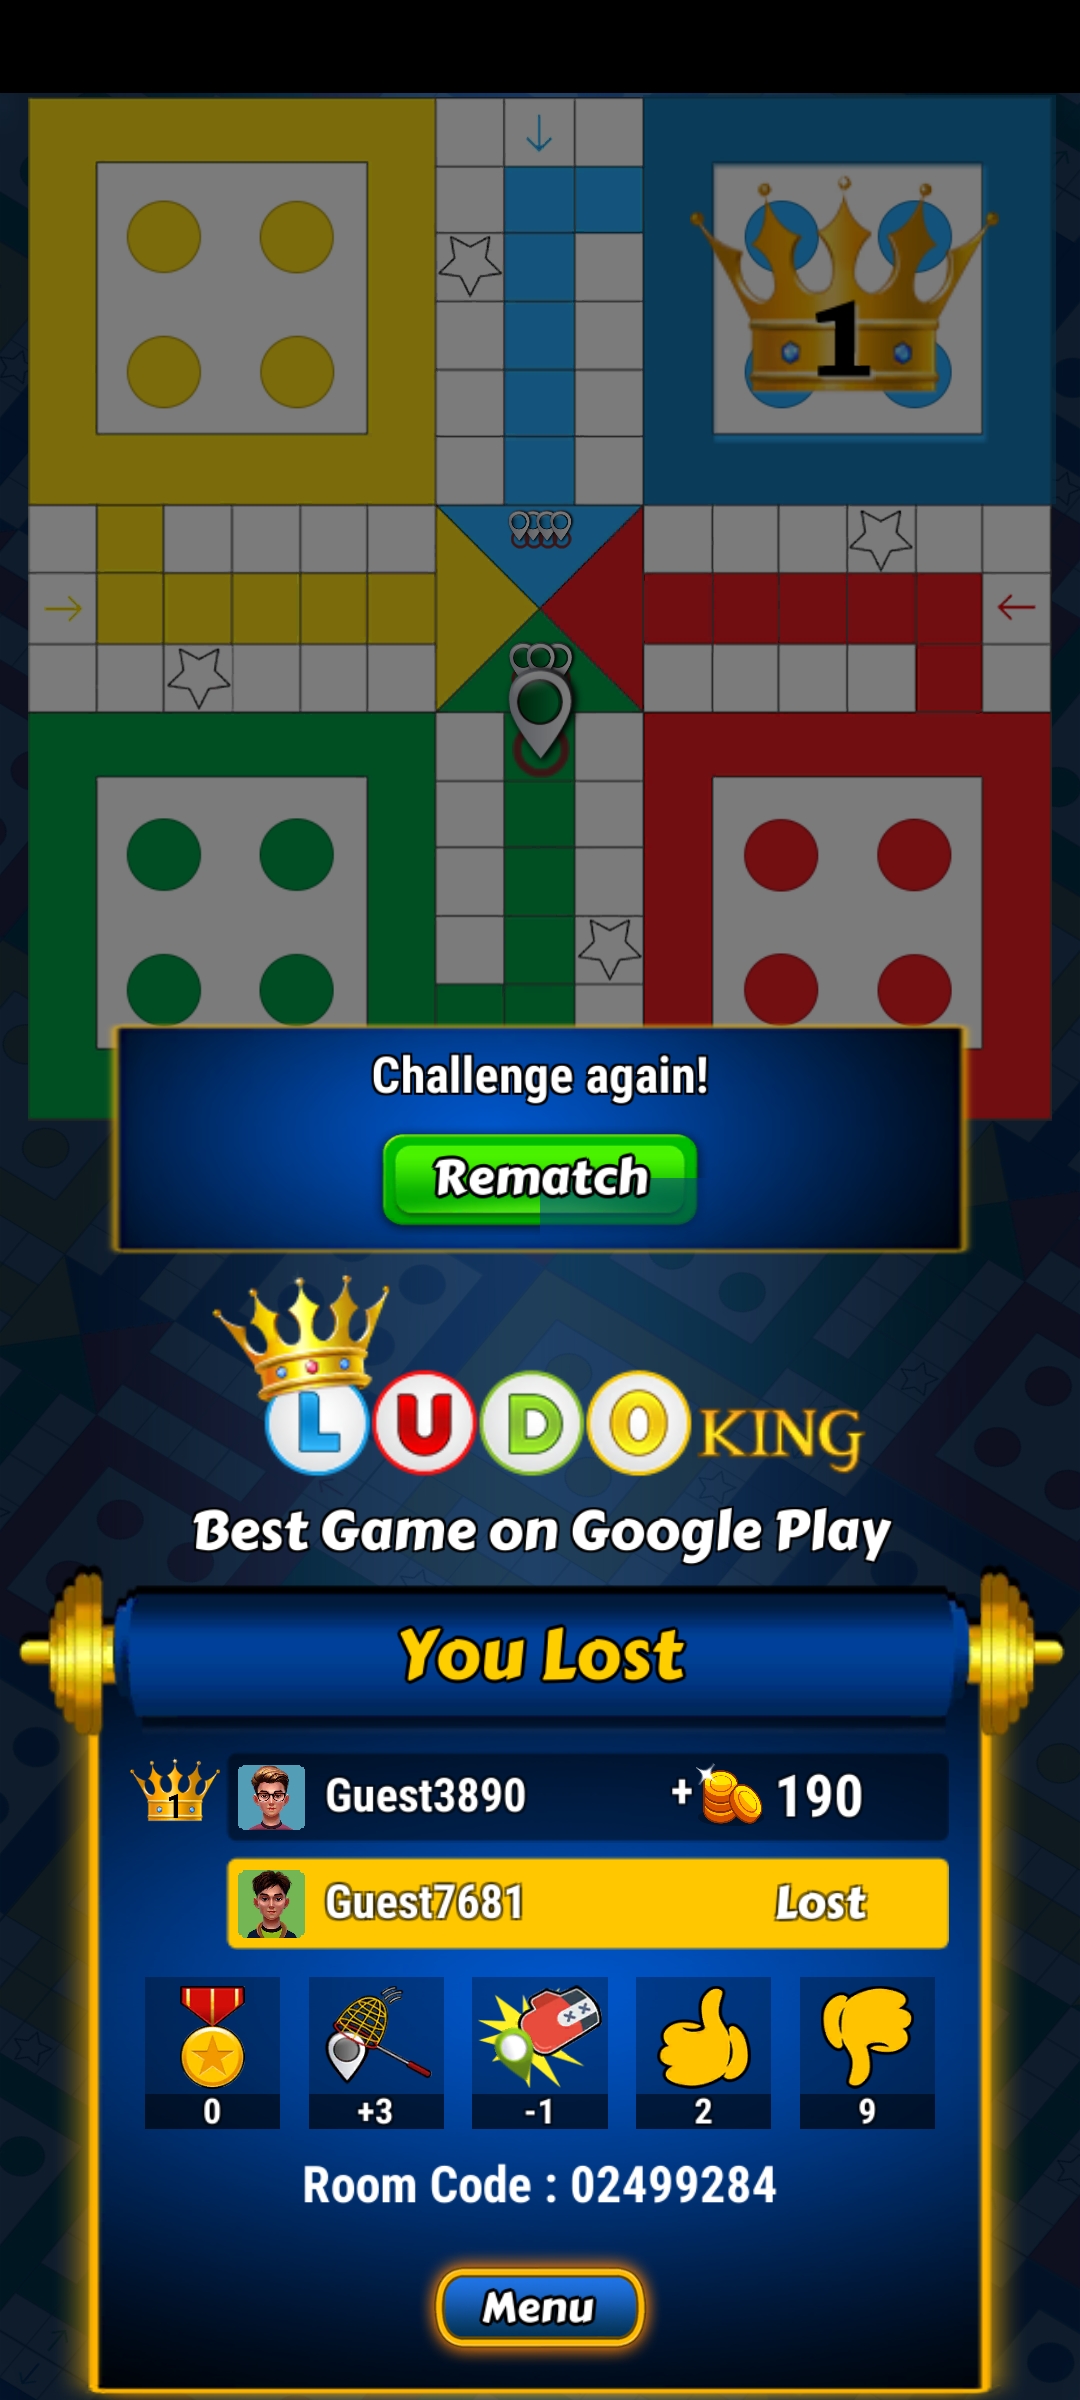 1
Challenge again!
Rematch
LUDO KING
Best Game on Google Play
You Lost
1 Guest3890 + 190
Guest7681 Lost
0 +3 -1 2 9
Room Code : 02499284
Menu